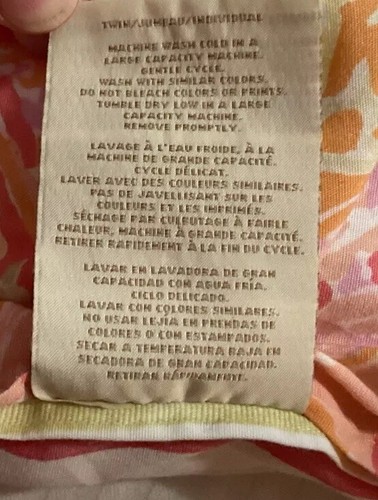 TWIN/JUMEAU/INDIVIDUAL
MACHINE WASH COLD IN A
LARGE CAPACITY MACHINE.
GENTLE CYCLE.
WASH WITH SIMILAR COLORS.
DO NOT BLEACH COLORS OR PRINTS.
TUMBLE DRY LOW IN A LARGE
CAPACITY MACHINE.
REMOVE PROMPTLY.
LAVAGE À L'EAU FROIDE, À LA
MACHINE DE GRANDE CAPACITÉ.
CYCLE DÉLICAT.
LAVER AVEC DES COULEURS SIMILAIRES.
PAS DE JAVELLISANT SUR LES
COULEURS ET LES IMPRIMÉS.
SÉCHAGE PAR CULBUTAGE À FAIBLE
CHALEUR, MACHINE À GRANDE CAPACITÉ.
RETIRER RAPIDEMENT À LA FIN DU CYCLE.
LAVAR EN LAVADORA DE GRAN
CAPACIDAD CON AGUA FRÍA.
CICLO DELICADO.
LAVAR CON COLORES SIMILARES.
NO USAR LEJIA EN PRENDAS DE
COLORES O CON ESTAMPADOS.
SECAR A TEMPERATURA BAJA EN
SECADORA DE GRAN CAPACIDAD.
RETIRAR RÁPIDAMENTE.